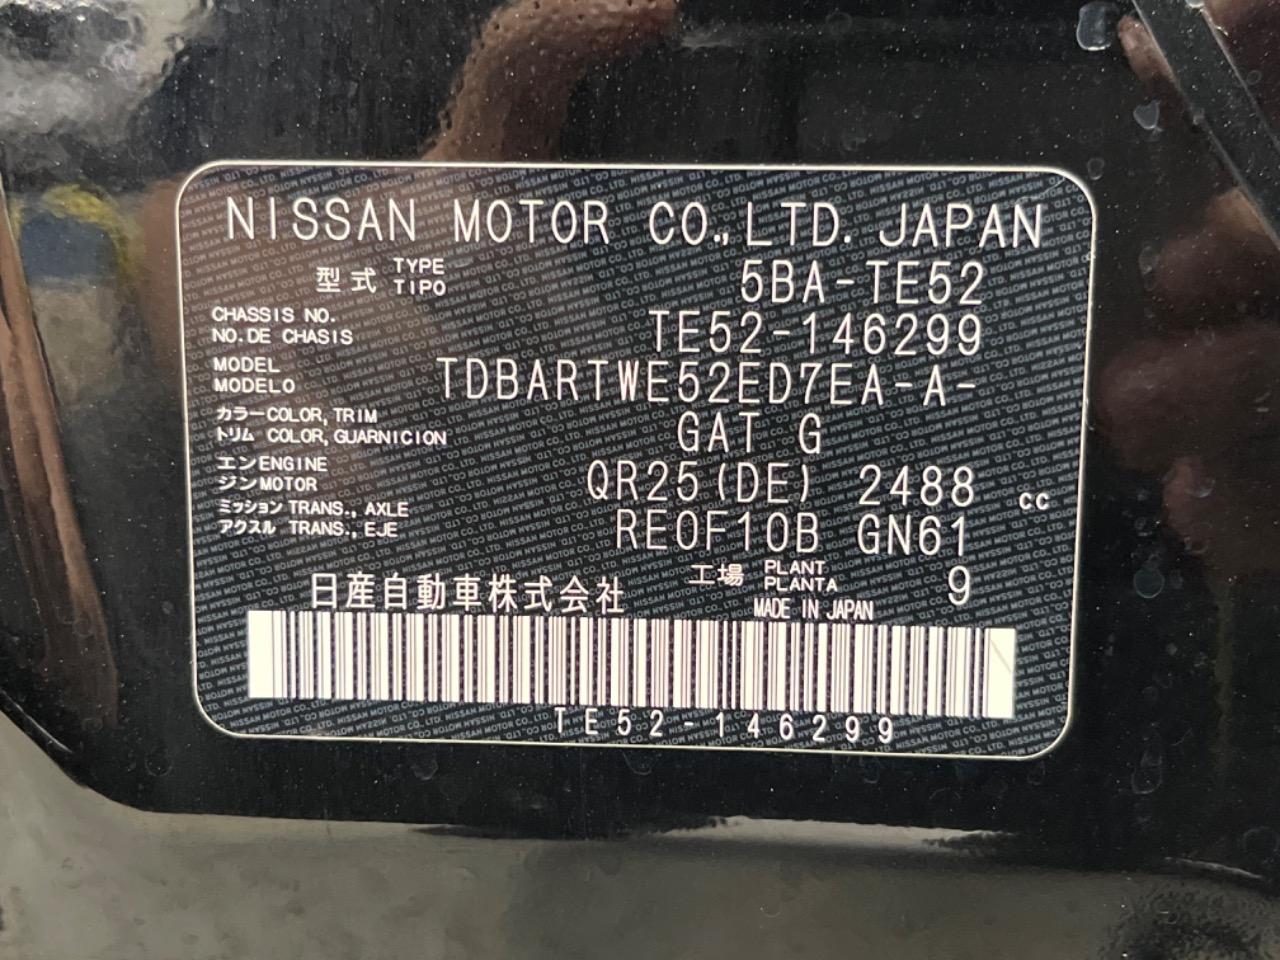 NISSAN MOTOR CO.,LTD. JAPAN
型式 TYPE TIPO 5BA-TE52
CHASSIS NO. NO.DE CHASIS TE52-146299
MODEL MODELO TDBARTWE52ED7EA-A-
カラー COLOR, TRIM
トリム COLOR, GUARNICION GAT G
エン ENGINE
ジン MOTOR QR25(DE) 2488 cc
ミッション TRANS., AXLE
アクスル TRANS., EJE RE0F10B GN61
日産自動車株式会社 工場 PLANT PLANTA 9
MADE IN JAPAN
TE52-146299